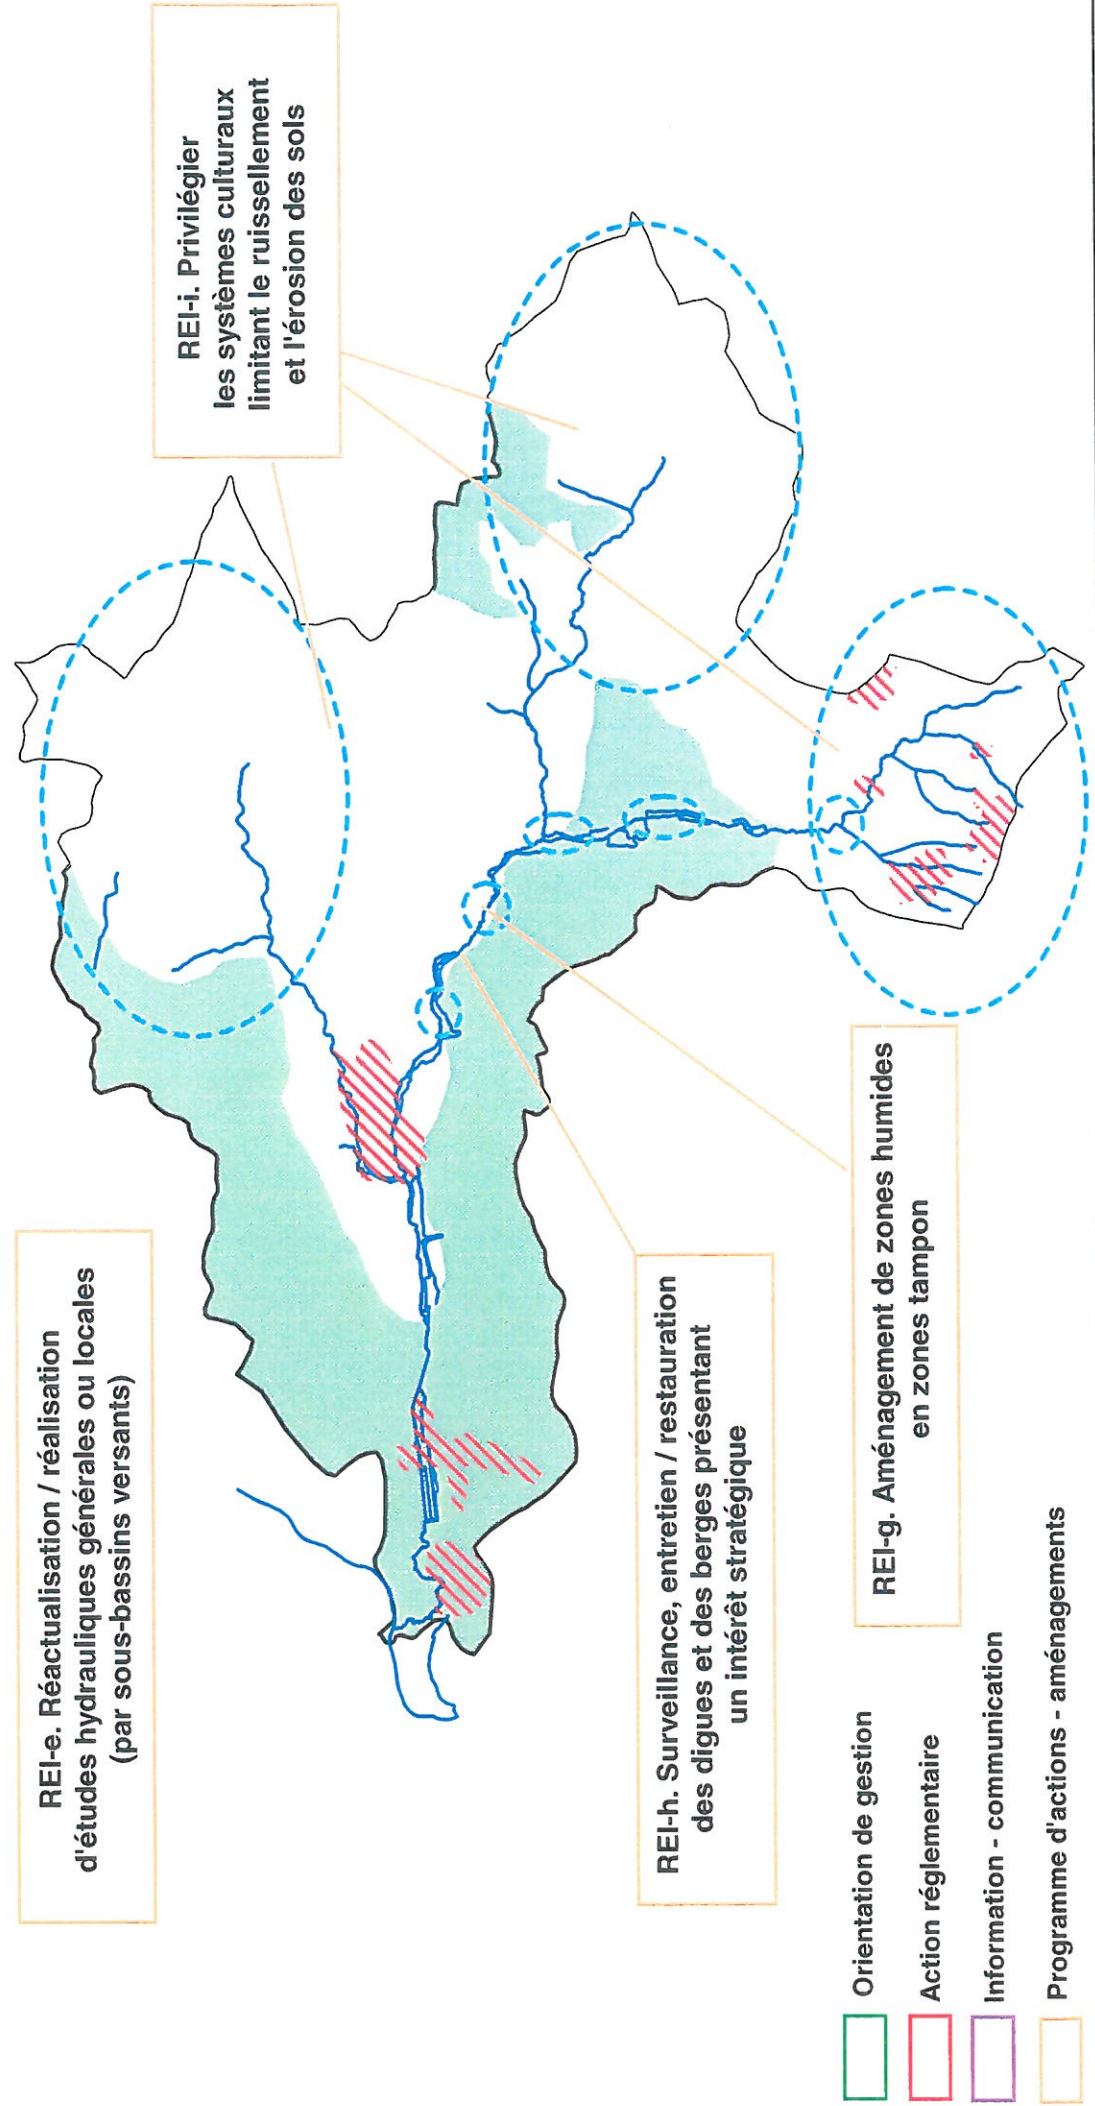 REI-e. Réactualisation / réalisation
d'études hydrauliques générales ou locales
(par sous-bassins versants)
REI-i. Privilégier
les systèmes culturaux
limitant le ruissellement
et l'érosion des sols
REI-h. Surveillance, entretien / restauration
des digues et des berges présentant
un intérêt stratégique
REI-g. Aménagement de zones humides
en zones tampon
Orientation de gestion
Action réglementaire
Information - communication
Programme d'actions - aménagements